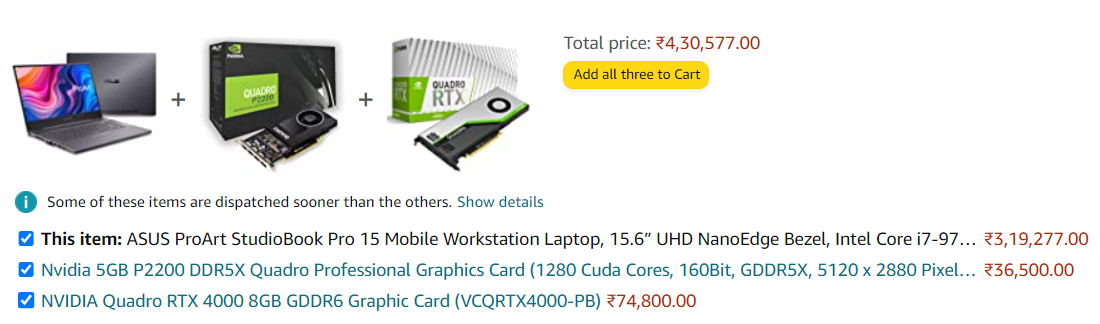 Total price: ₹4,30,577.00
Add all three to Cart
NVIDIA
QUADRO
P2200
QUADRO
RTX
+
+
Some of these items are dispatched sooner than the others. Show details
This item: ASUS ProArt StudioBook Pro 15 Mobile Workstation Laptop, 15.6” UHD NanoEdge Bezel, Intel Core i7-97… ₹3,19,277.00
Nvidia 5GB P2200 DDR5X Quadro Professional Graphics Card (1280 Cuda Cores, 160Bit, GDDR5X, 5120 x 2880 Pixel… ₹36,500.00
NVIDIA Quadro RTX 4000 8GB GDDR6 Graphic Card (VCQRTX4000-PB) ₹74,800.00